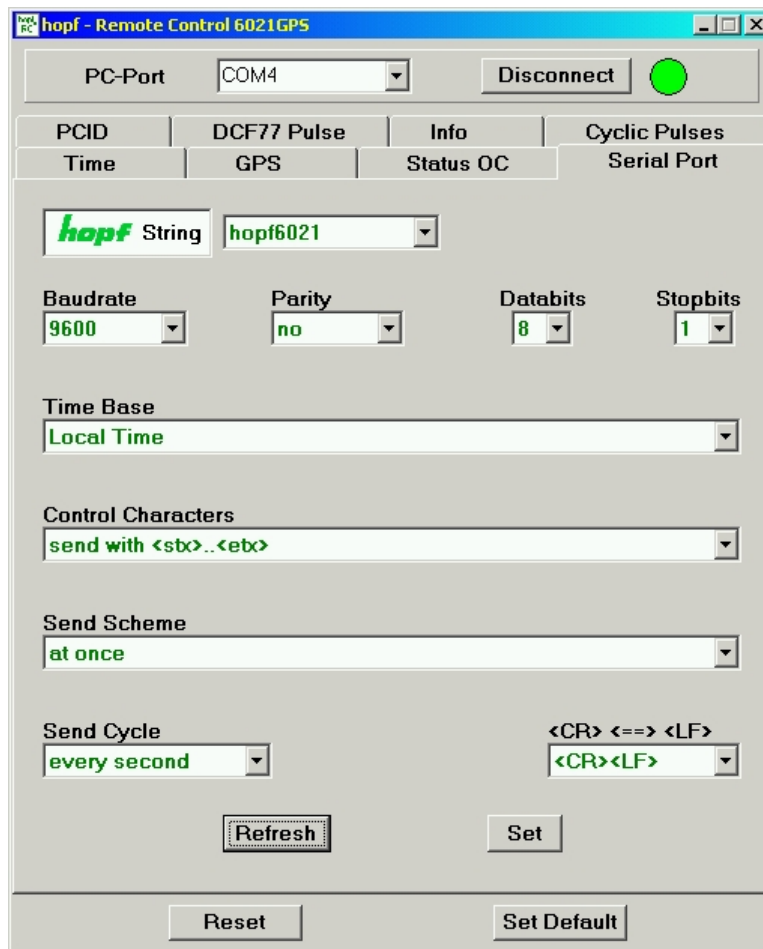 hopf RC hopf - Remote Control 6021GPS
PC-Port COM4 Disconnect
PCID DCF77 Pulse Info Cyclic Pulses
Time GPS Status OC Serial Port
hopf String hopf6021
Baudrate Parity Databits Stopbits
9600 no 8 1
Time Base
Local Time
Control Characters
send with <stx>..<etx>
Send Scheme
at once
Send Cycle <CR> <==> <LF>
every second <CR><LF>
Refresh Set
Reset Set Default